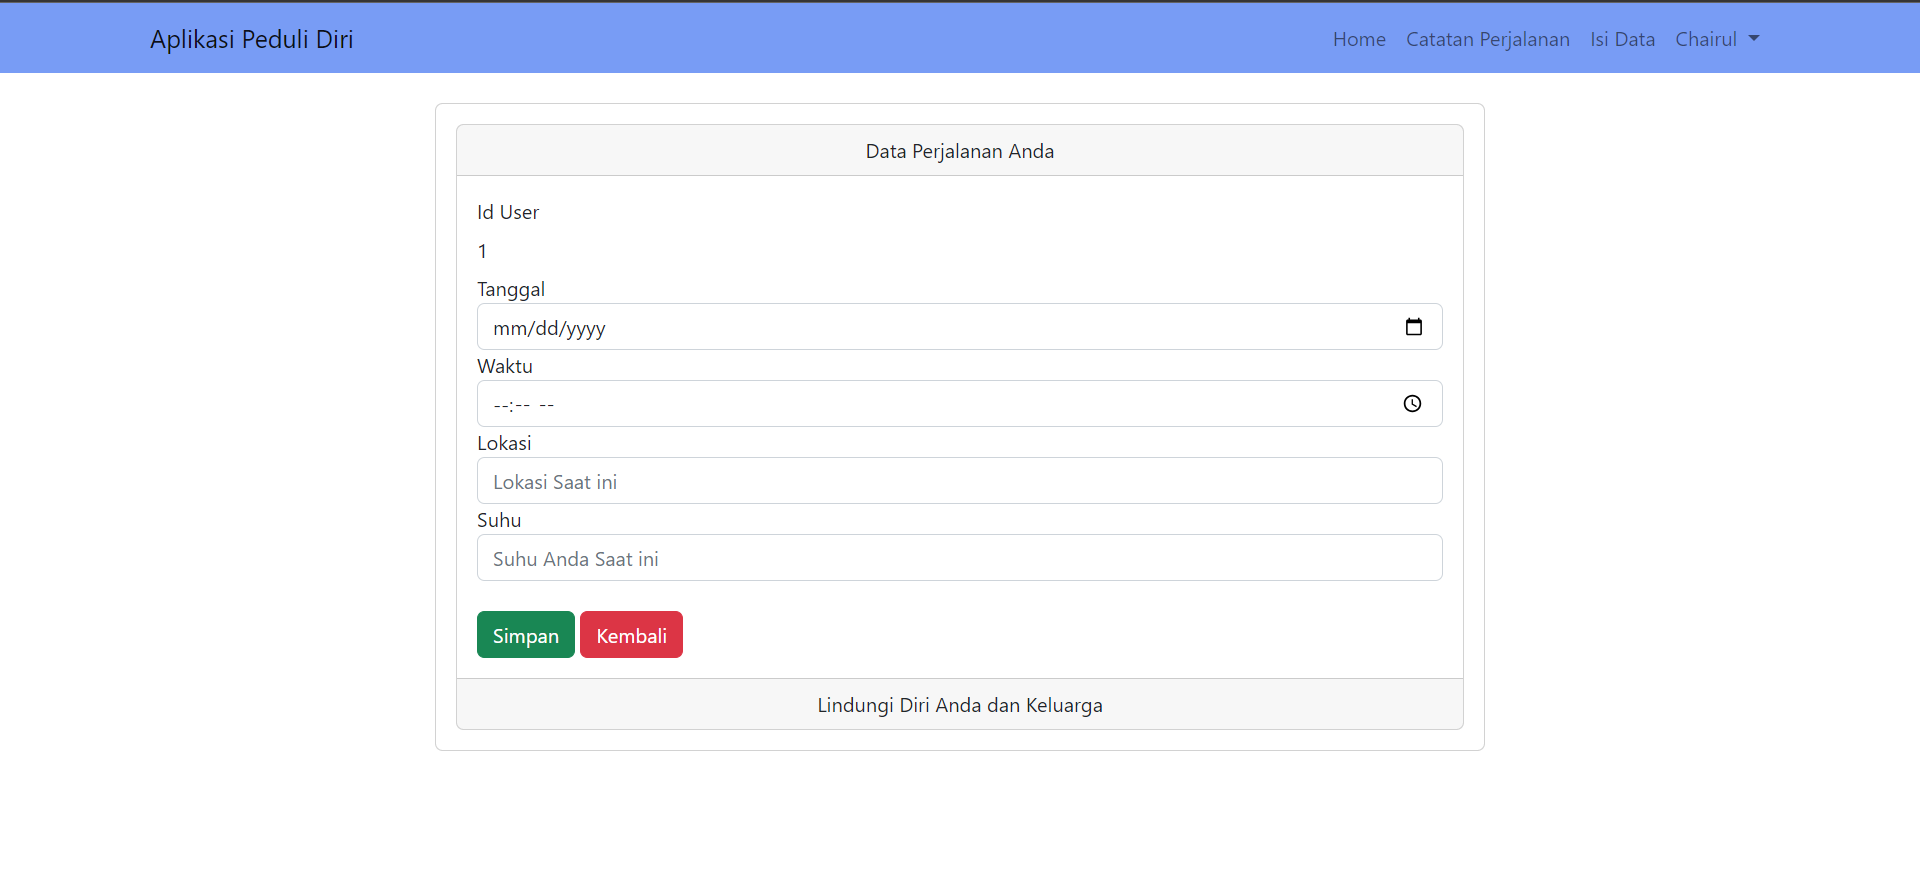 Aplikasi Peduli Diri
Home Catatan Perjalanan Isi Data Chairul
Data Perjalanan Anda
Id User
1
Tanggal
mm/dd/yyyy
Waktu
--:-- --
Lokasi
Lokasi Saat ini
Suhu
Suhu Anda Saat ini
Simpan Kembali
Lindungi Diri Anda dan Keluarga